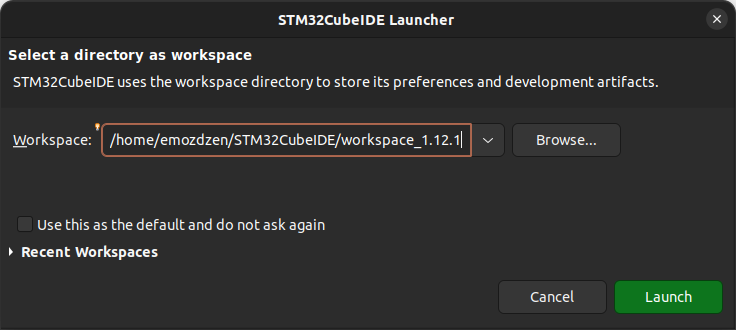 STM32CubeIDE Launcher
Select a directory as workspace
STM32CubeIDE uses the workspace directory to store its preferences and development artifacts.
Workspace: /home/emozdzen/STM32CubeIDE/workspace_1.12.1 Browse...
Use this as the default and do not ask again
Recent Workspaces
Cancel Launch